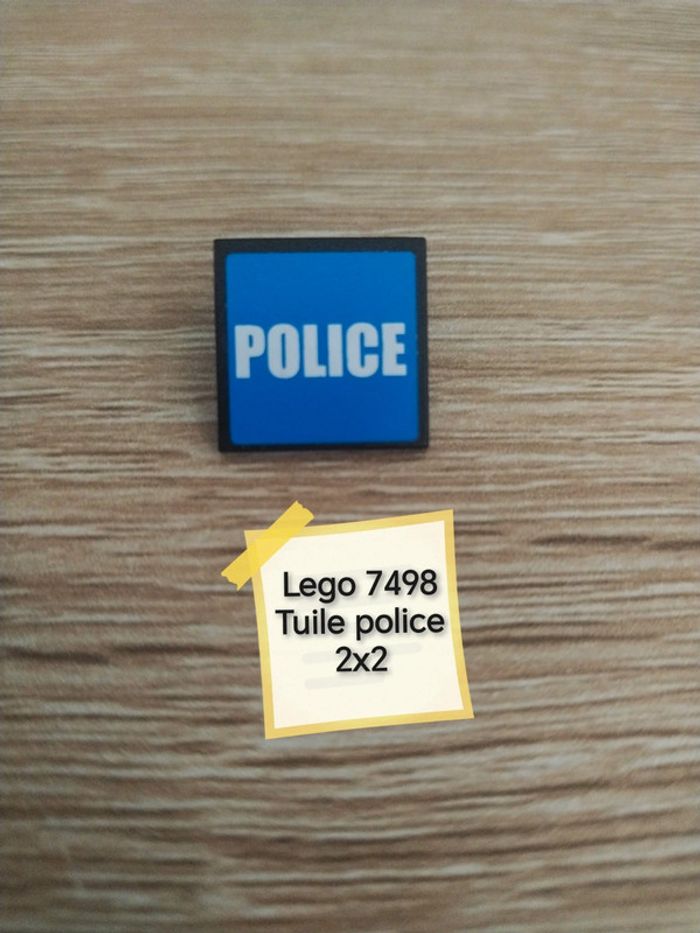 POLICE
Lego 7498
Tuile police
2x2